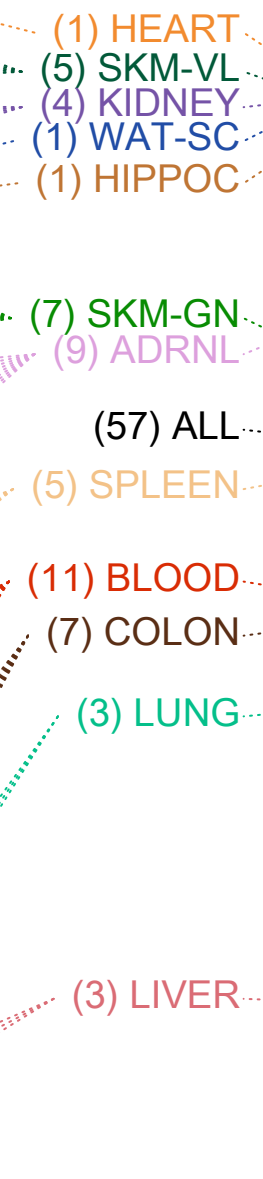 (1) HEART
(5) SKM-VL
(4) KIDNEY
(1) WAT-SC
(1) HIPPOC
(7) SKM-GN
(9) ADRNL
(57) ALL
(5) SPLEEN
(11) BLOOD
(7) COLON
(3) LUNG
(3) LIVER